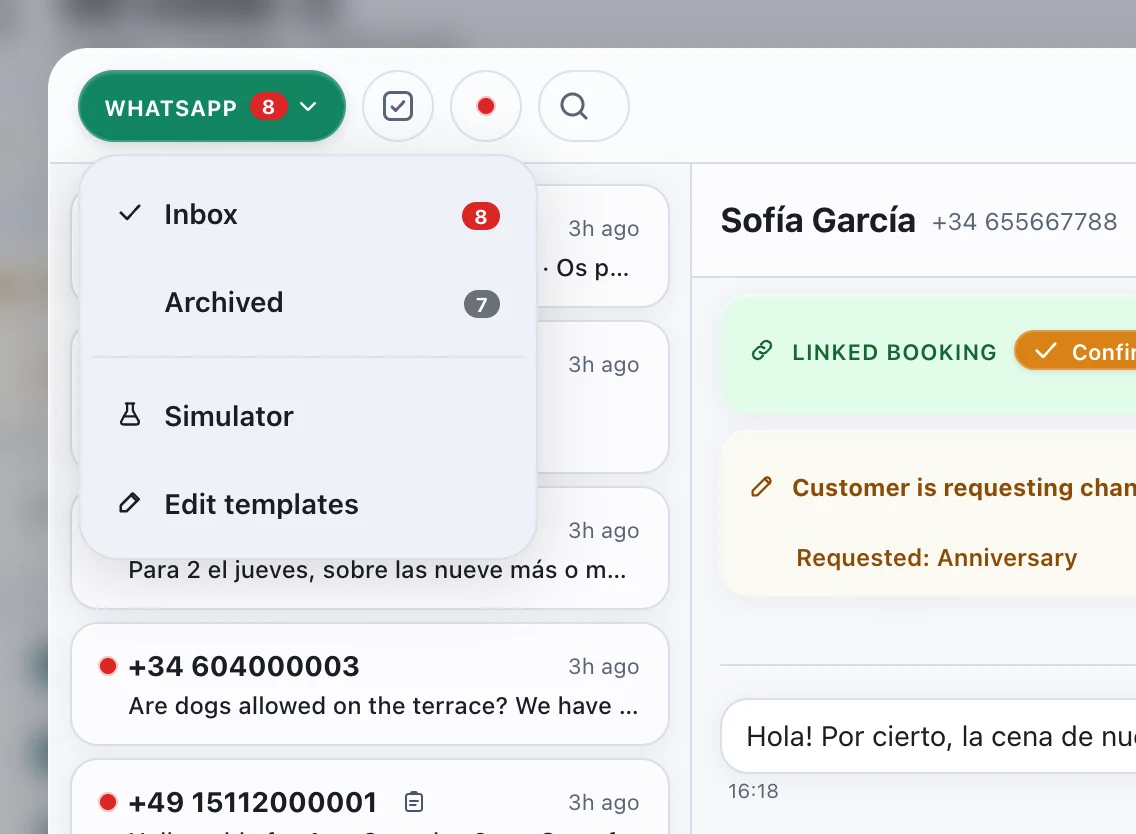 WHATSAPP 8
Inbox 8
Archived 7
Simulator
Edit templates
3h ago
· Os p...
3h ago
3h ago
Para 2 el jueves, sobre las nueve más o m...
+34 604000003 3h ago
Are dogs allowed on the terrace? We have ...
+49 15112000001 3h ago
Sofía García +34 655667788
LINKED BOOKING Confir
Customer is requesting chan
Requested: Anniversary
Hola! Por cierto, la cena de nu
16:18